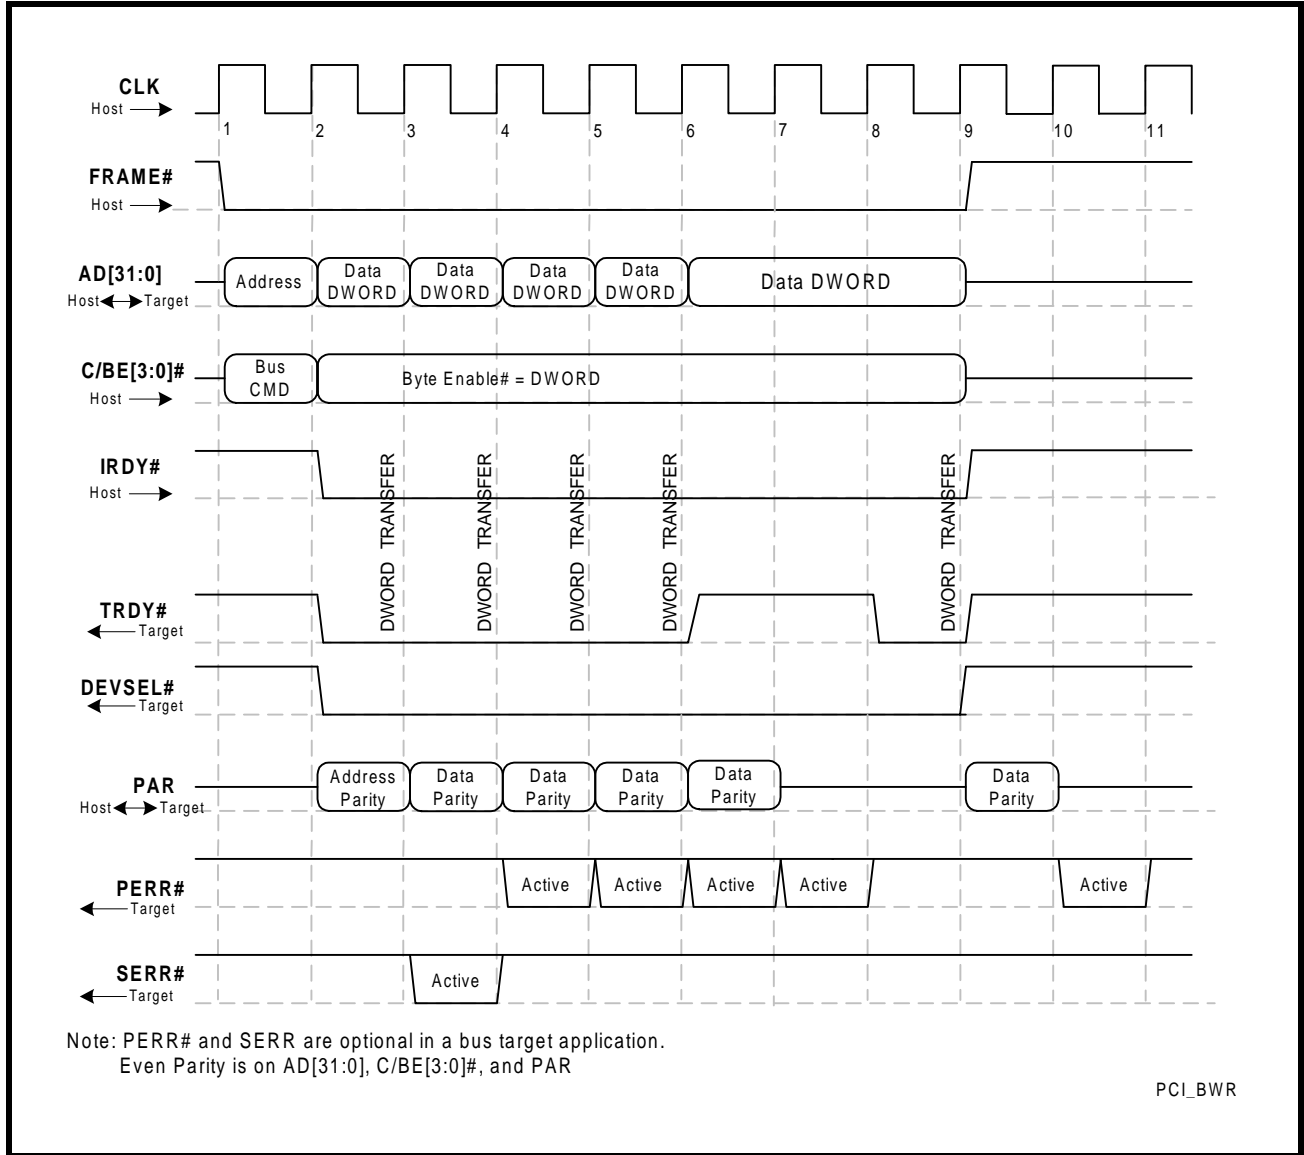 CLK
Host
1 2 3 4 5 6 7 8 9 10 11
FRAME#
Host
AD[31:0]
Host Target
Address
Data
DWORD
Data
DWORD
Data
DWORD
Data
DWORD
Data DWORD
C/BE[3:0]#
Host
Bus
CMD
Byte Enable# = DWORD
IRDY#
Host
DWORD TRANSFER
DWORD TRANSFER
DWORD TRANSFER
DWORD TRANSFER
DWORD TRANSFER
TRDY#
Target
DEVSEL#
Target
PAR
Host Target
Address
Parity
Data
Parity
Data
Parity
Data
Parity
Data
Parity
Data
Parity
PERR#
Target
Active
Active
Active
Active
Active
SERR#
Target
Active
Note: PERR# and SERR are optional in a bus target application.
Even Parity is on AD[31:0], C/BE[3:0]#, and PAR
PCI_BWR